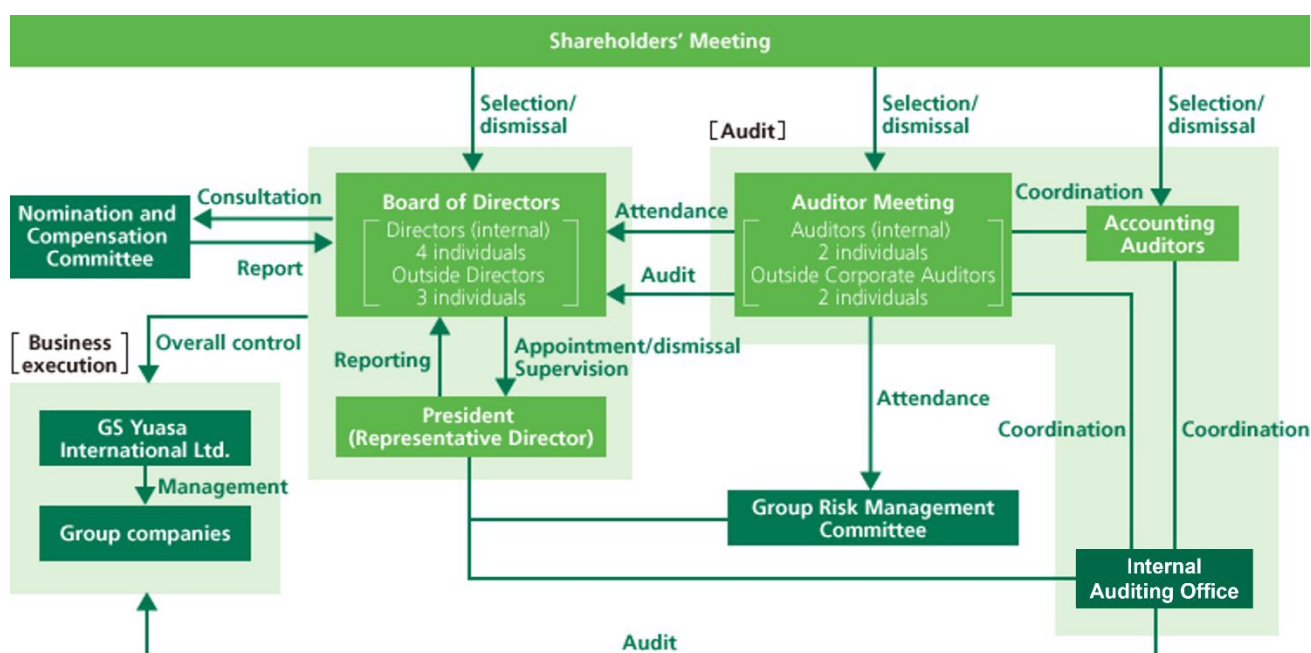 Shareholders' Meeting
Selection/
dismissal
Selection/
dismissal
Selection/
dismissal
[Audit]
Consultation
Nomination and
Compensation
Committee
Report
Board of Directors
Directors (internal)
4 individuals
Outside Directors
3 individuals
Attendance
Audit
Auditor Meeting
Auditors (internal)
2 individuals
Outside Corporate Auditors
2 individuals
Coordination
Accounting
Auditors
[Business
execution]
Overall control
Reporting
Appointment/dismissal
Supervision
President
(Representative Director)
Attendance
Coordination
Coordination
GS Yuasa
International Ltd.
Management
Group companies
Group Risk Management
Committee
Internal
Auditing Office
Audit